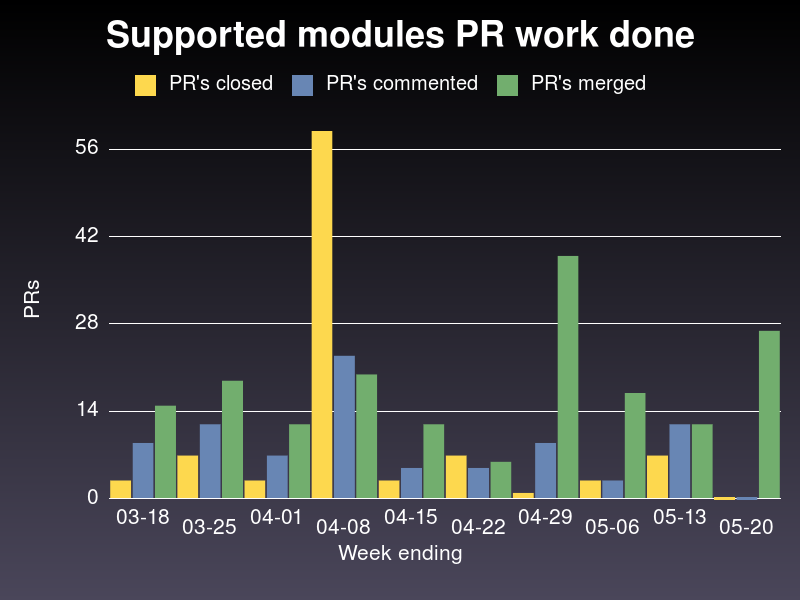 Supported modules PR work done
PR's closed PR's commented PR's merged
56
42
28
14
0
PRs
03-18 03-25 04-01 04-08 04-15 04-22 04-29 05-06 05-13 05-20
Week ending